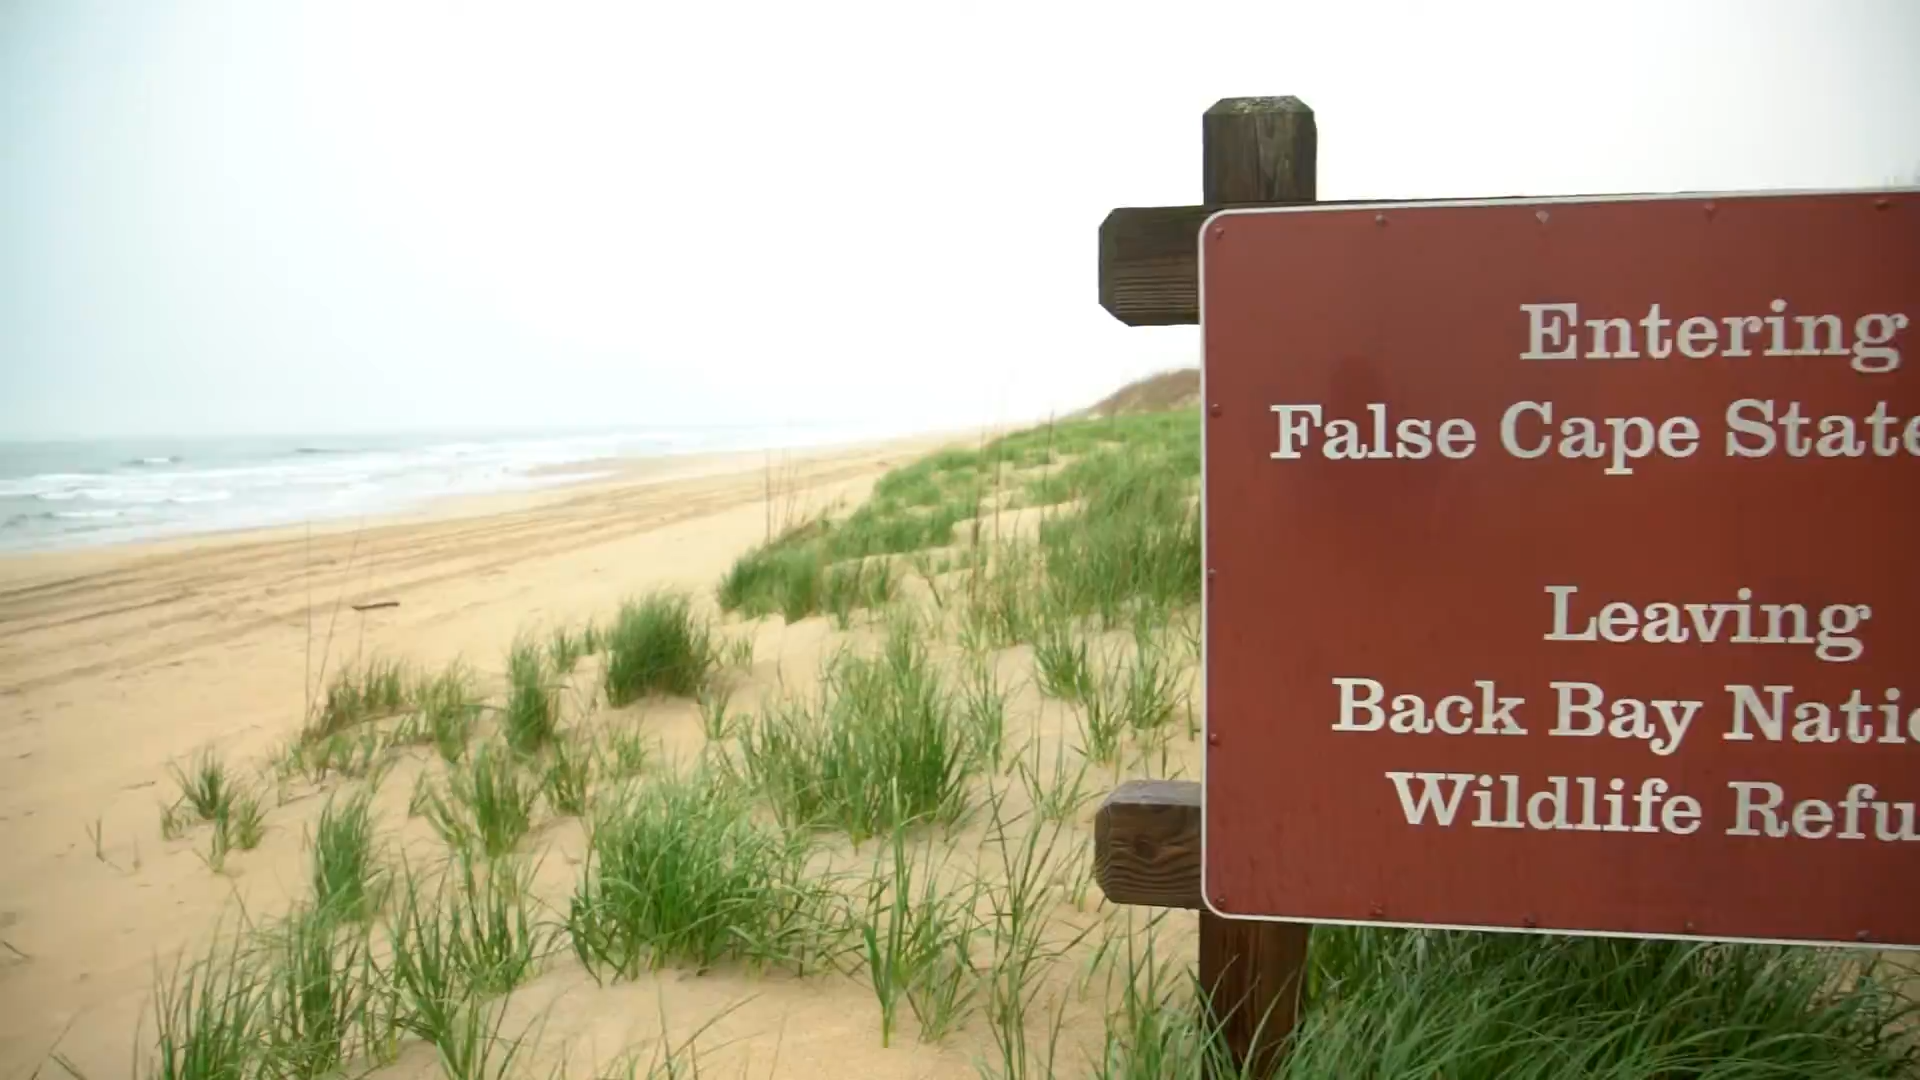 Entering
False Cape State
Leaving
Back Bay Natio
Wildlife Refu